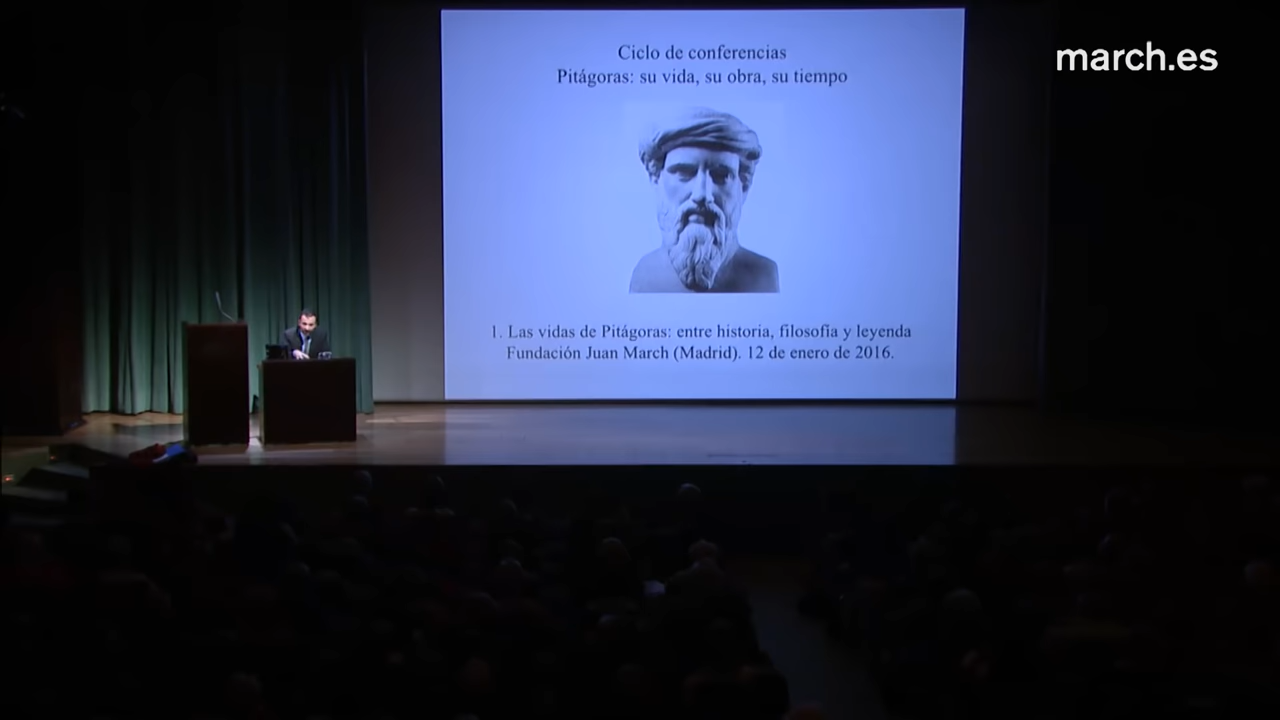 march.es
Ciclo de conferencias
Pitágoras: su vida, su obra, su tiempo
1. Las vidas de Pitágoras: entre historia, filosofía y leyenda
Fundación Juan March (Madrid). 12 de enero de 2016.